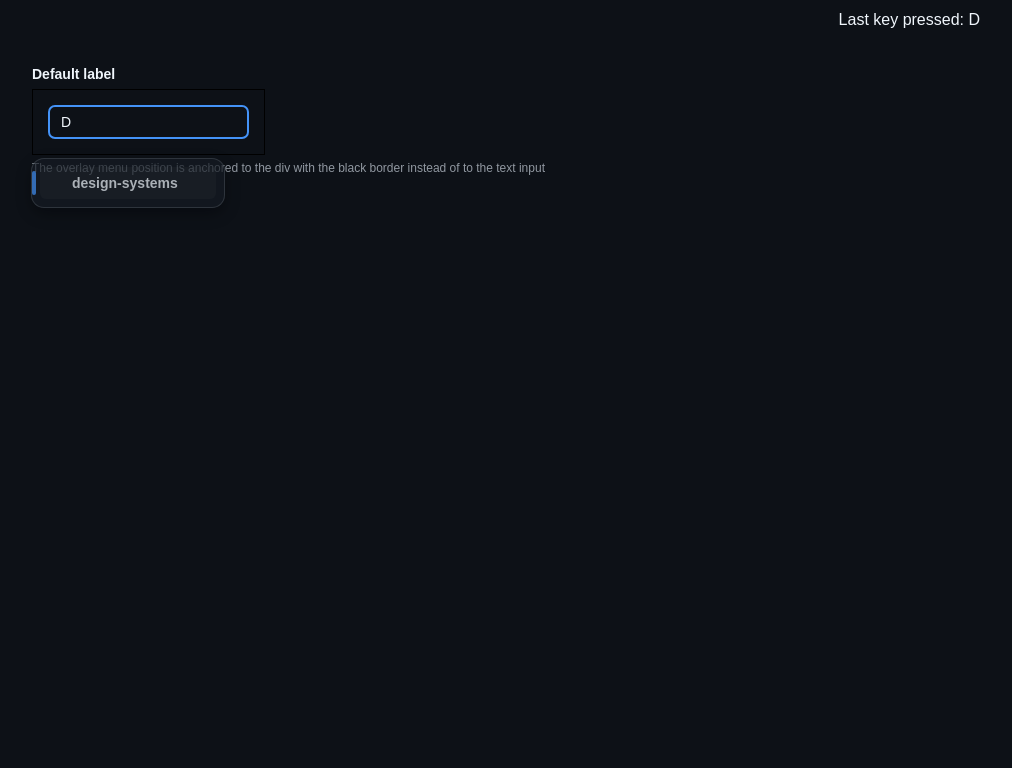 Last key pressed: D
Default label
D
The overlay menu position is anchored to the div with the black border instead of to the text input
design-systems